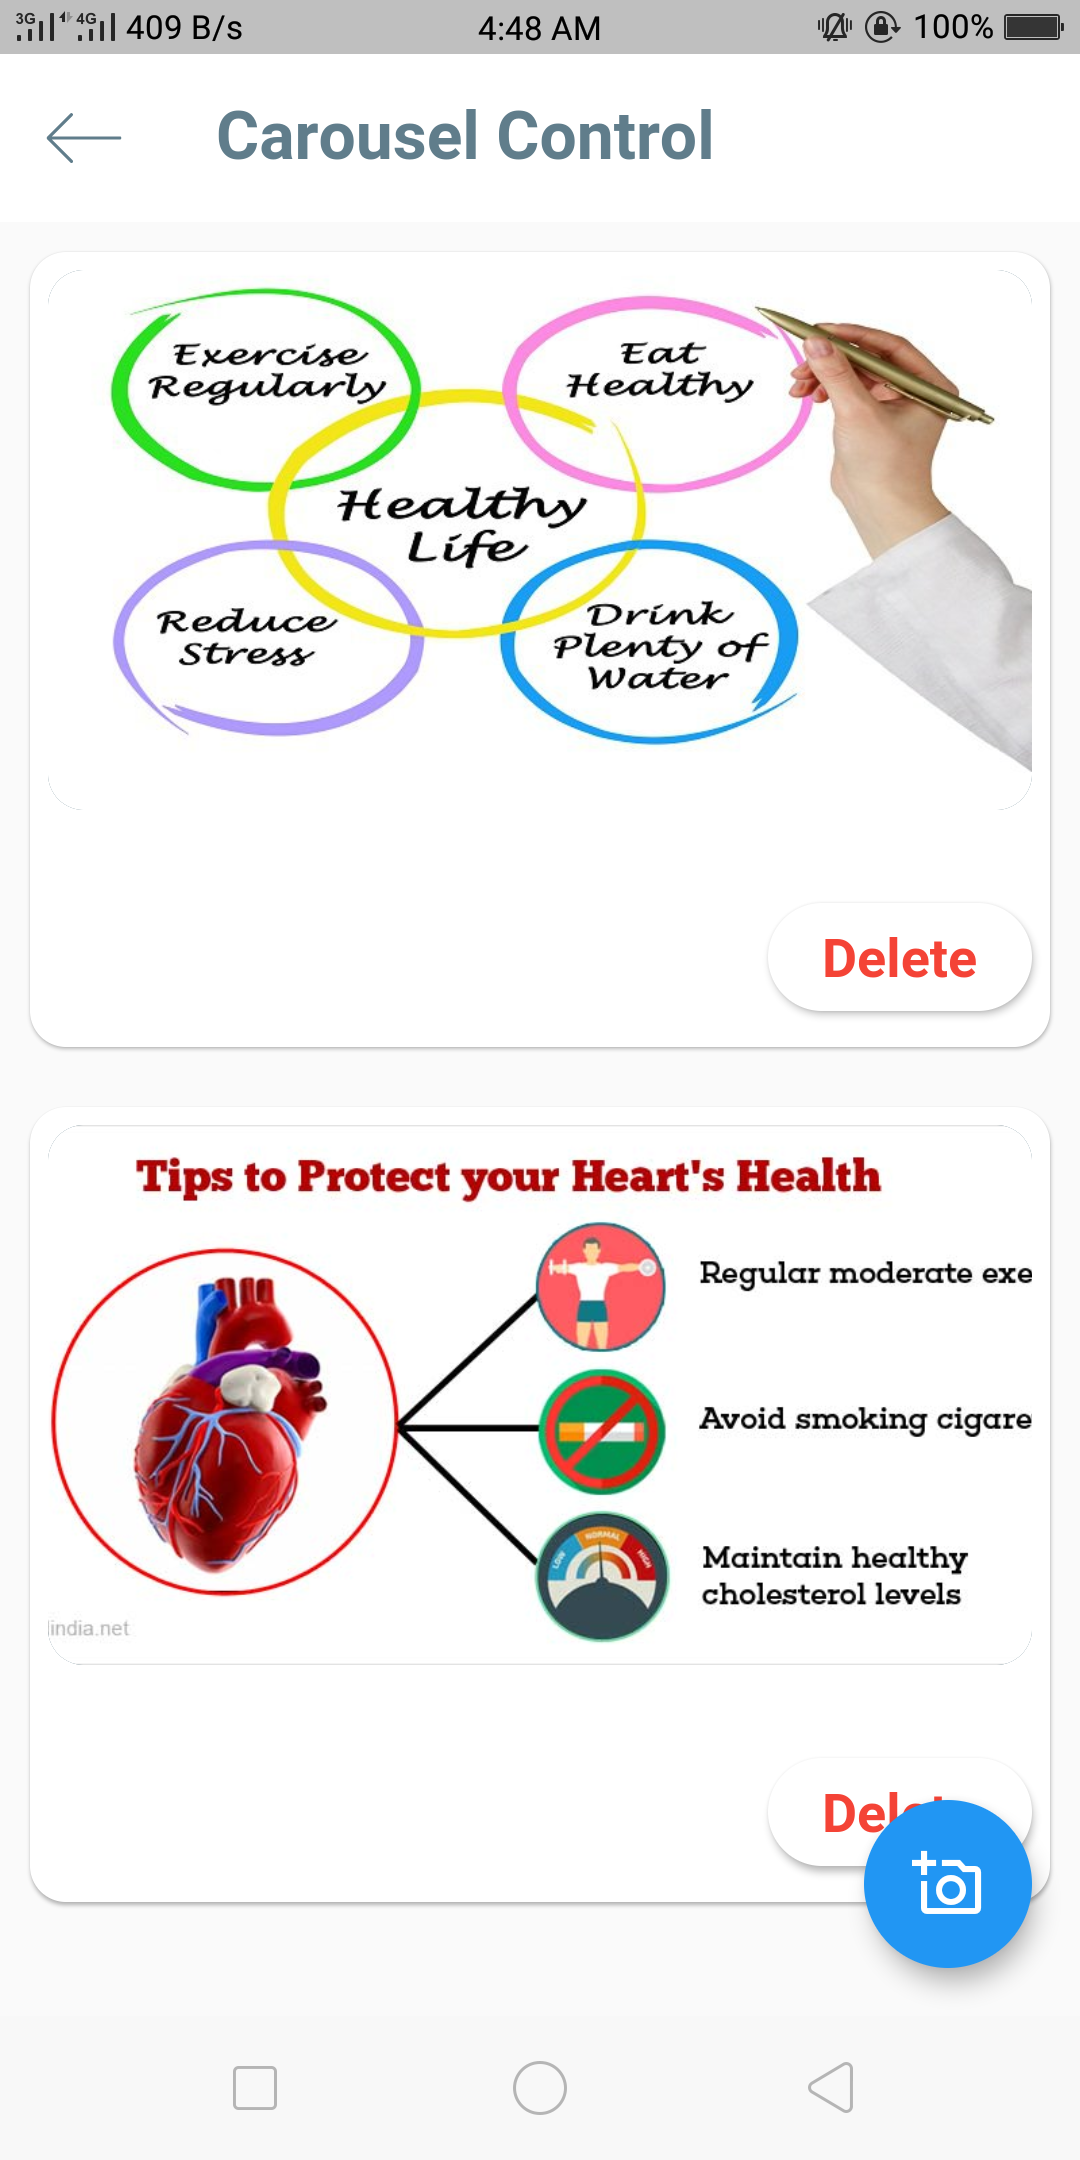 3G 4G 409 B/s 4:48 AM 100%
Carousel Control
Exercise
Regularly
Eat
Healthy
Healthy
Life
Reduce
Stress
Drink
Plenty of
Water
Delete
Tips to Protect your Heart's Health
Regular moderate exe
Avoid smoking cigare
LOW NORMAL HIGH
Maintain healthy
cholesterol levels
india.net
Delet